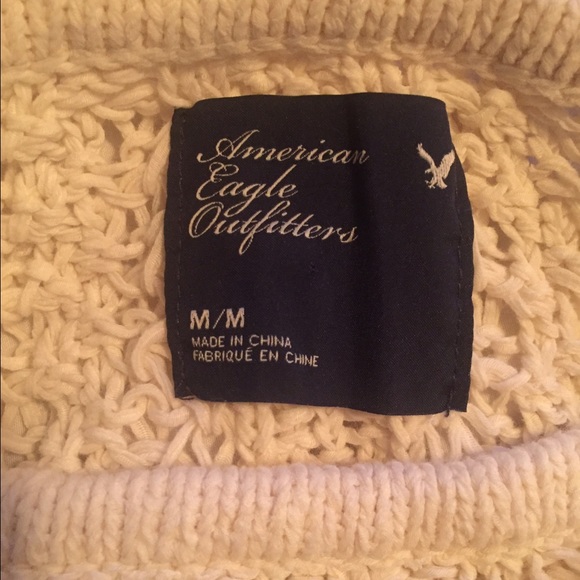 American
Eagle
Outfitters
M/M
MADE IN CHINA
FABRIQUÉ EN CHINE